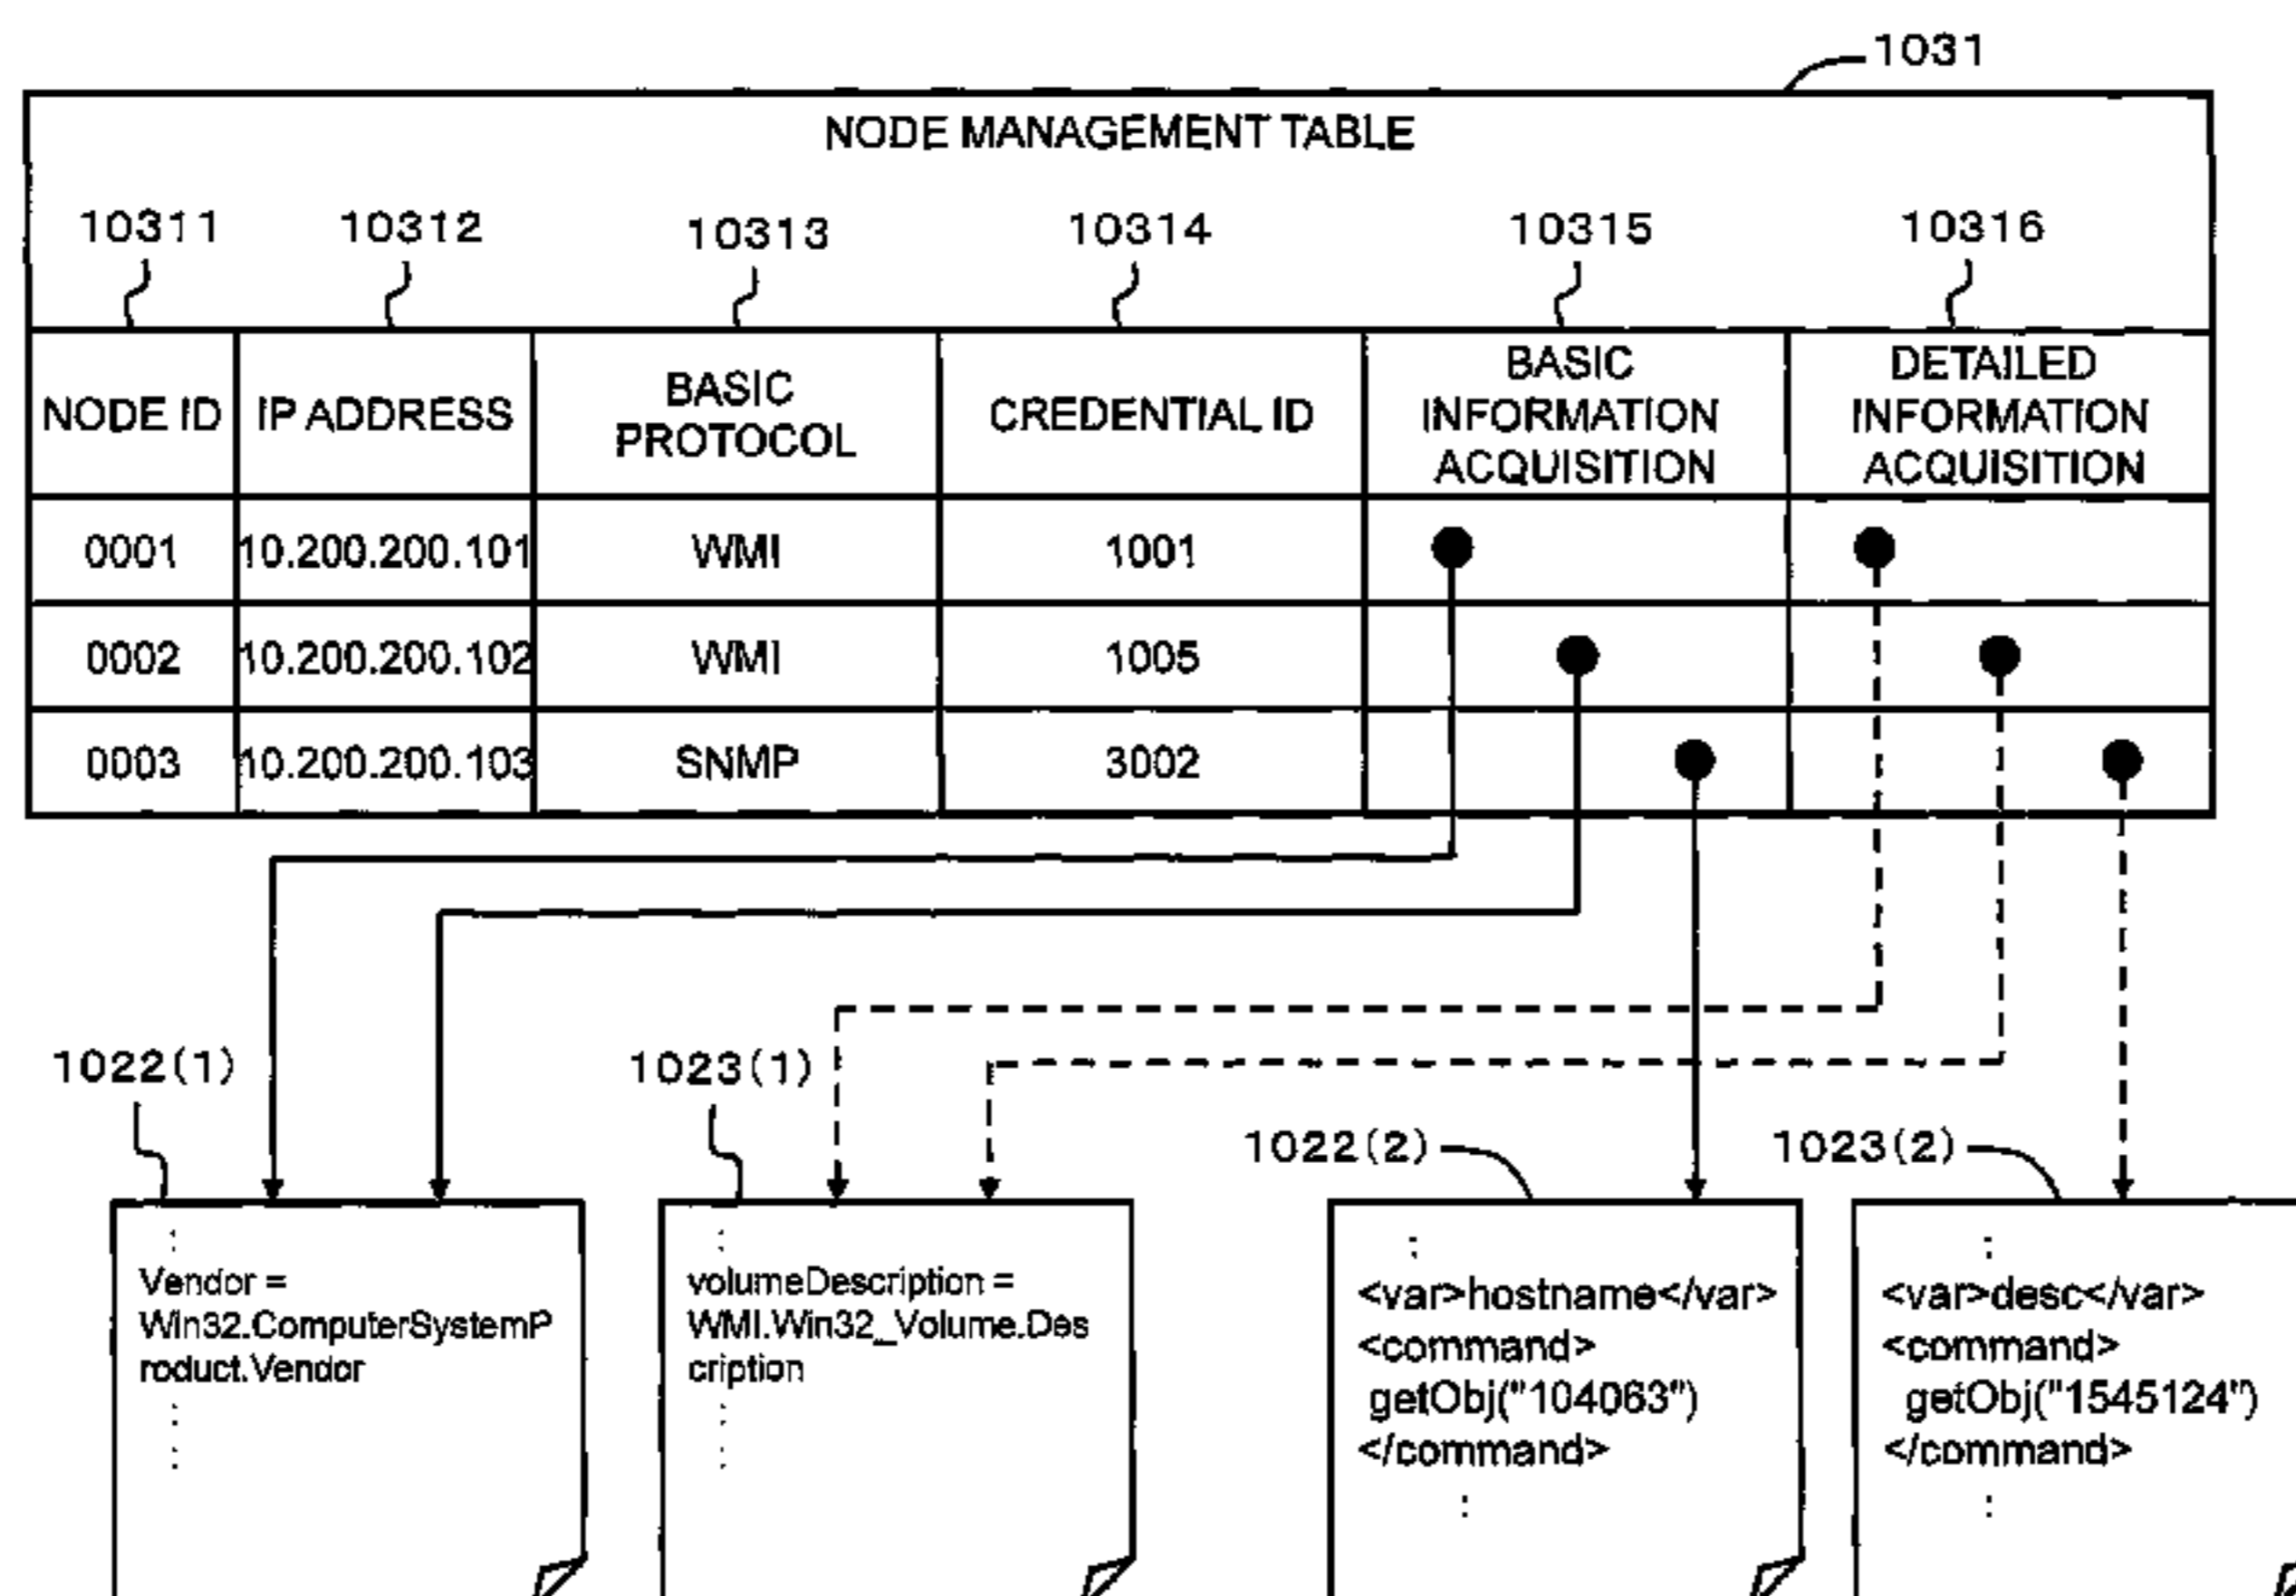 1031
NODE MANAGEMENT TABLE
10311 10312 10313 10314 10315 10316
NODE ID IP ADDRESS BASIC PROTOCOL CREDENTIAL ID BASIC INFORMATION ACQUISITION DETAILED INFORMATION ACQUISITION
0001 10.200.200.101 WMI 1001
0002 10.200.200.102 WMI 1005
0003 10.200.200.103 SNMP 3002
1022(1)
1023(1)
1022(2)
1023(2)
:
Vendor =
Win32.ComputerSystemP
roduct.Vendor
:
:
:
volumeDescription =
WMI.Win32_Volume.Des
cription
:
:
:
<var>hostname</var>
<command>
getObj("104063")
</command>
:
:
<var>desc</var>
<command>
getObj("1545124")
</command>
: